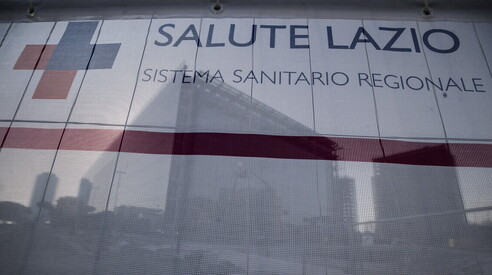 SALUTE LAZIO
SISTEMA SANITARIO REGIONALE